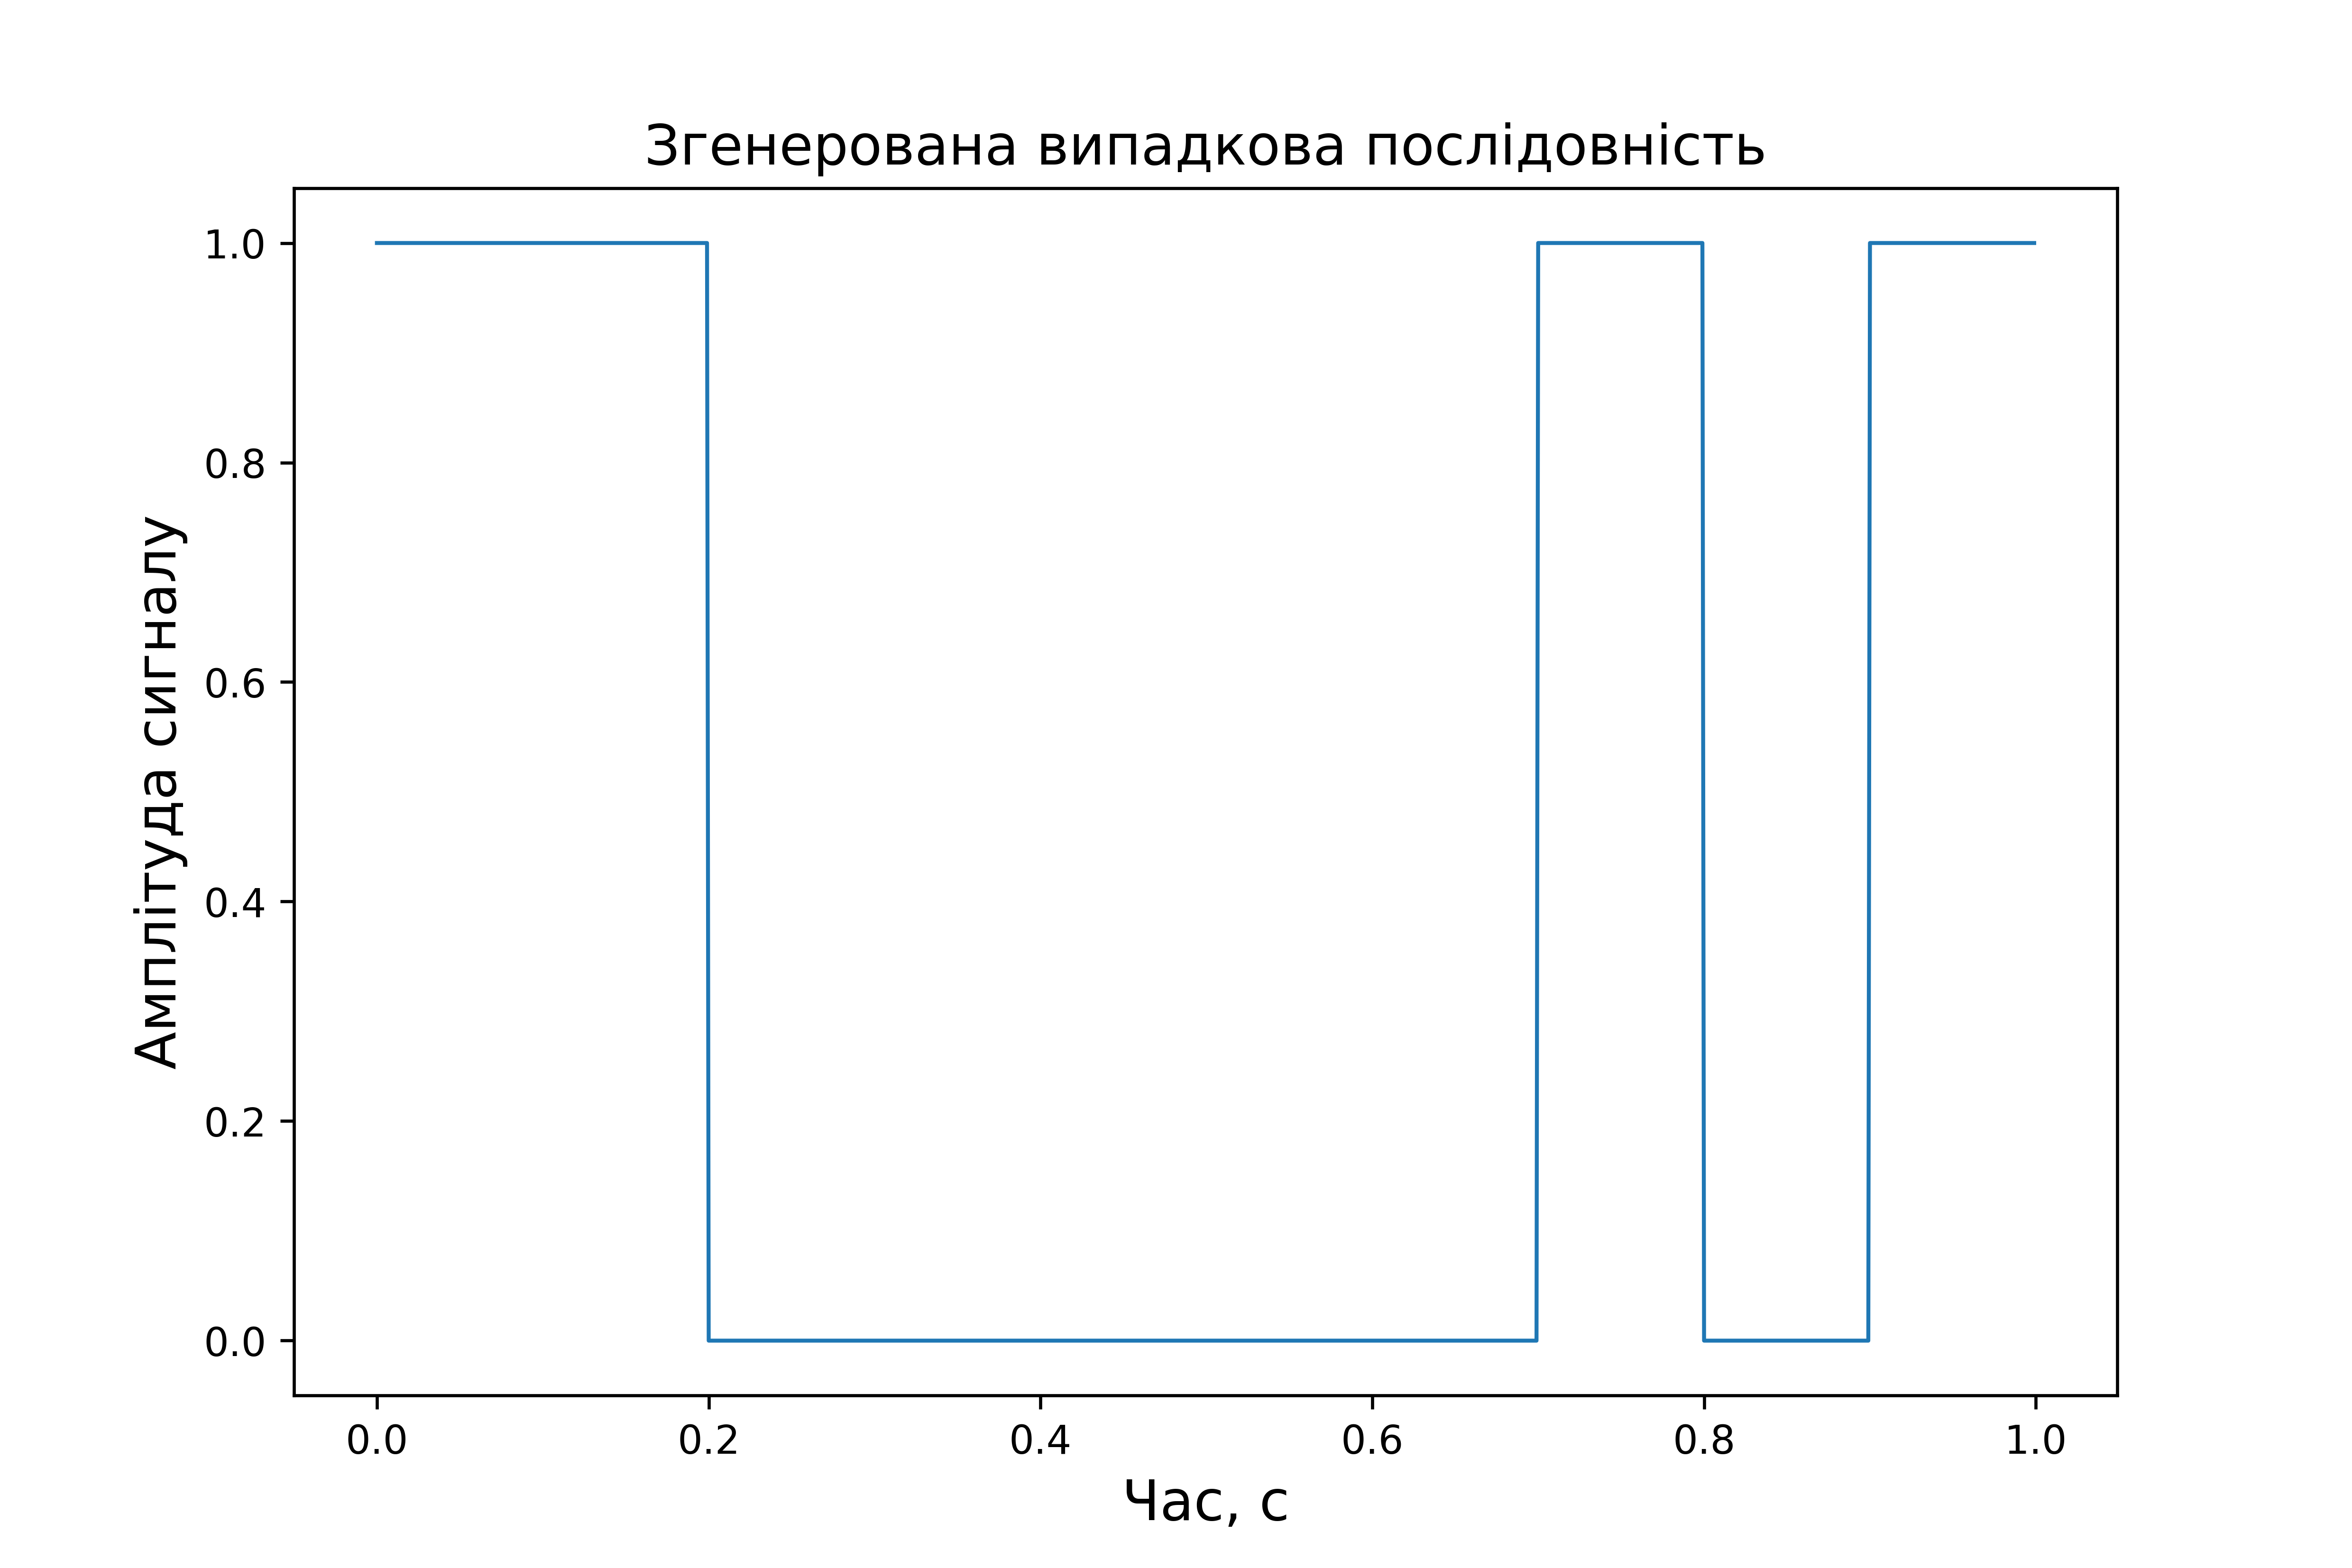 Згенерована випадкова послідовність
Амплітуда сигналу
1.0
0.8
0.6
0.4
0.2
0.0
0.0 0.2 0.4 0.6 0.8 1.0
Час, с